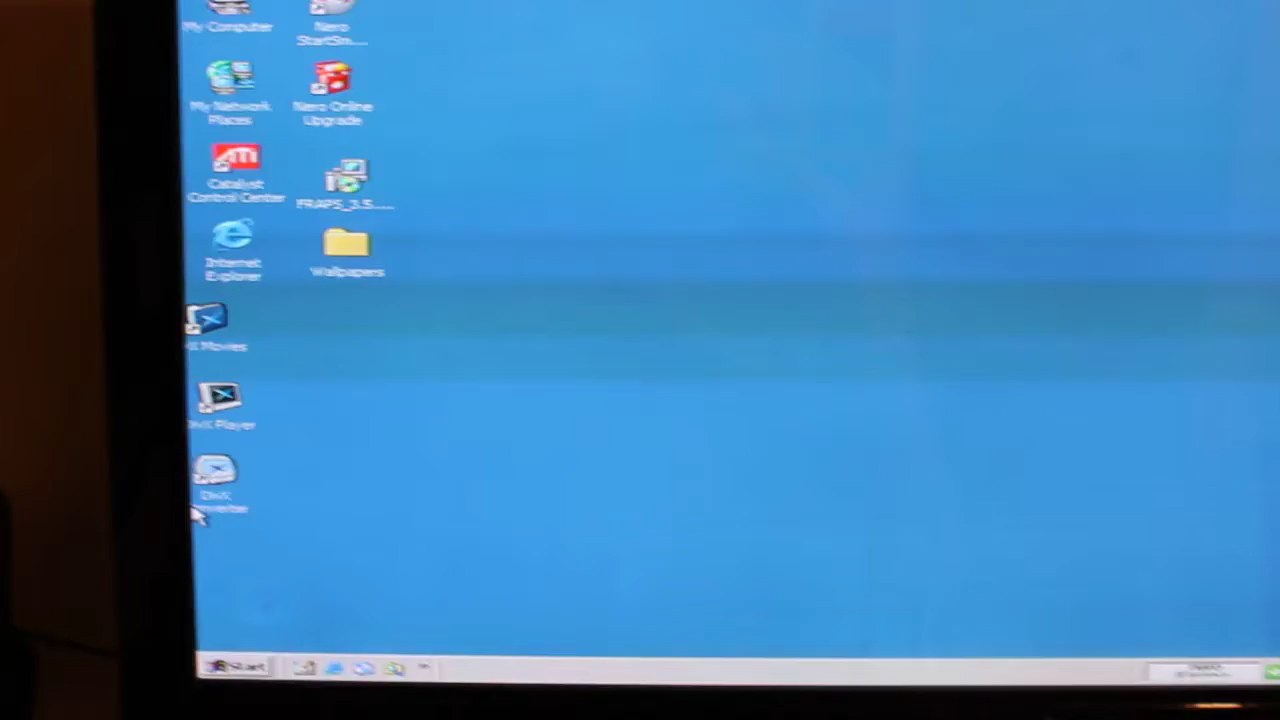 My Computer
Nero
StartSm...
My Network
Places
Nero Online
Upgrade
Catalyst
Control Center
FRAPS_3.5....
Internet
Explorer
Wallpapers
X Movies
DivX Player
DivX
Start